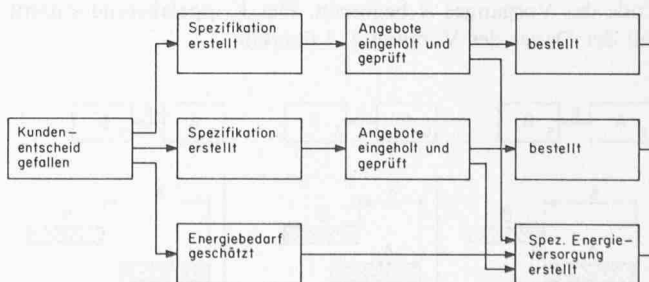 Spezifikation
erstellt
Angebote
eingeholt und
geprüft
bestellt
Kunden-
entscheid
gefallen
Spezifikation
erstellt
Angebote
eingeholt und
geprüft
bestellt
Energiebedarf
geschätzt
Spez. Energie-
versorgung
erstellt